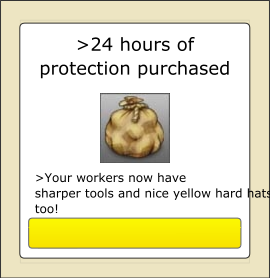 >24 hours of
protection purchased
>Your workers now have
sharper tools and nice yellow hard hats
too!